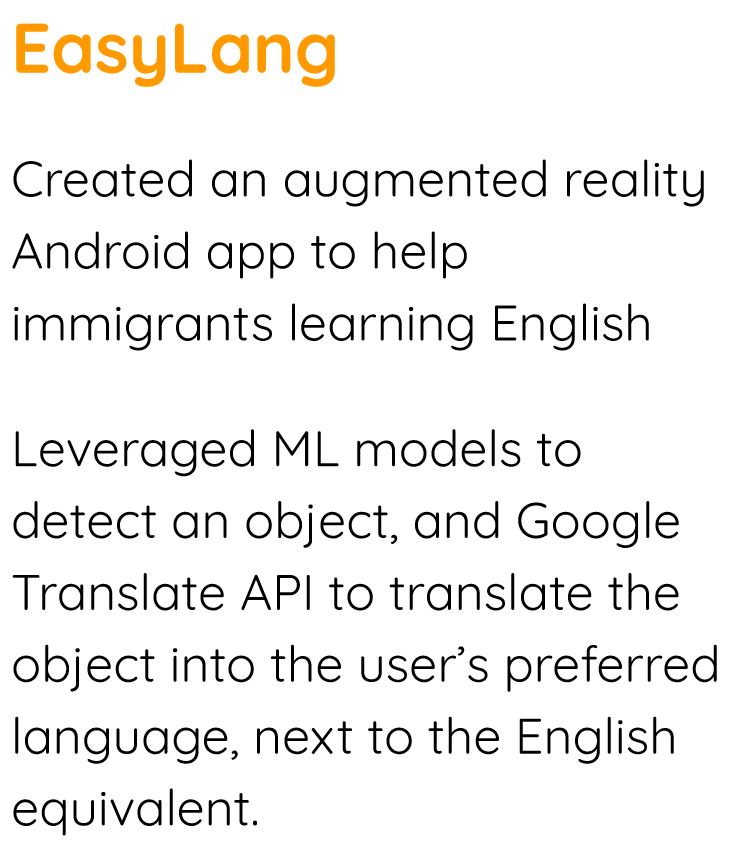 EasyLang
Created an augmented reality
Android app to help
immigrants learning English
Leveraged ML models to
detect an object, and Google
Translate API to translate the
object into the user’s preferred
language, next to the English
equivalent.